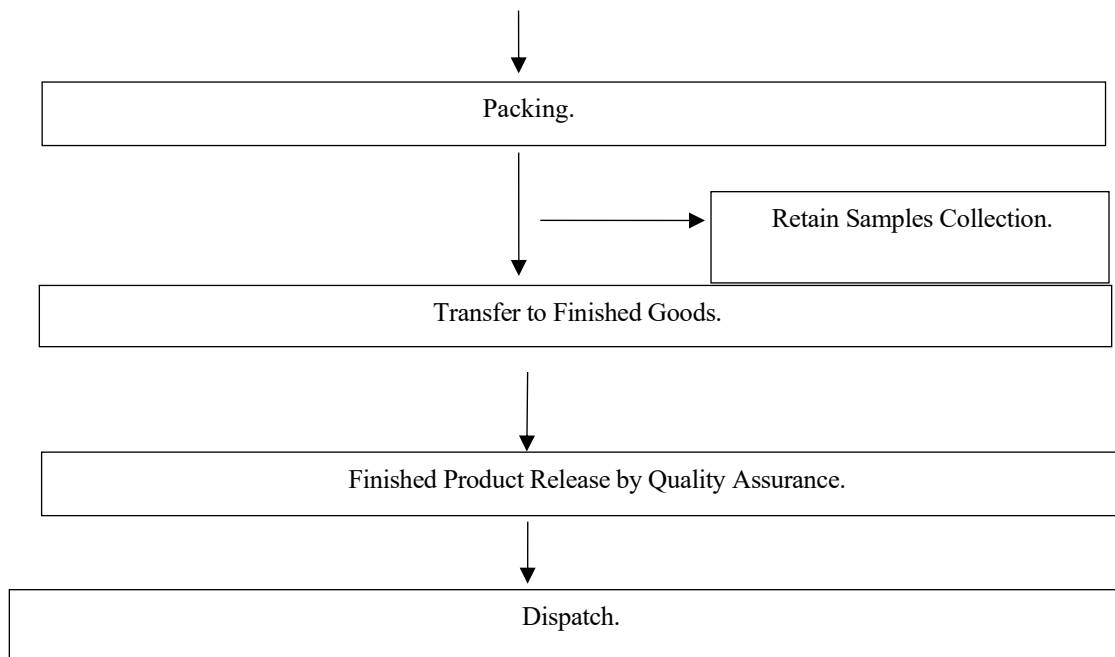 Packing.
Retain Samples Collection.
Transfer to Finished Goods.
Finished Product Release by Quality Assurance.
Dispatch.